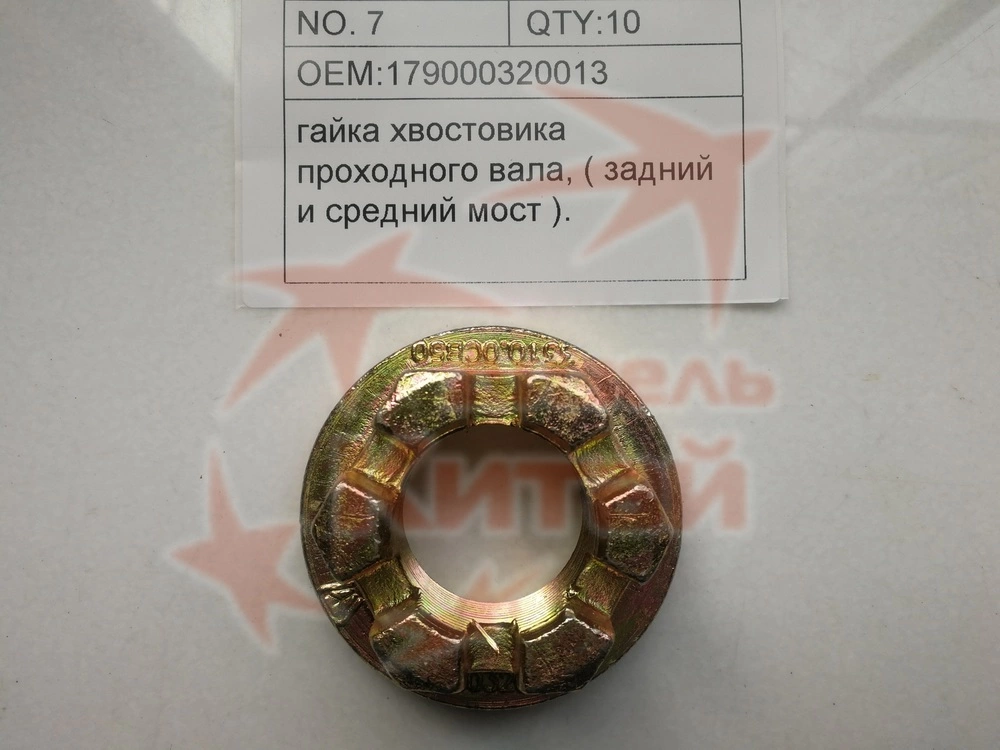 NO. 7 QTY:10
OEM:179000320013
гайка хвостовика
проходного вала, ( задний
и средний мост ).